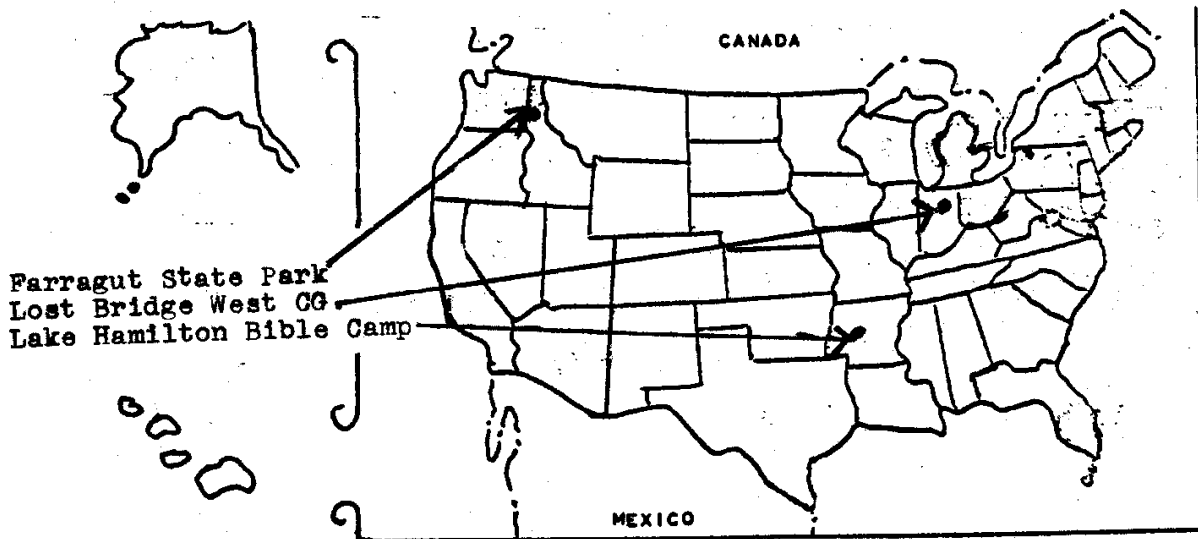 CANADA
Farragut State Park
Lost Bridge West CG
Lake Hamilton Bible Camp
MEXICO